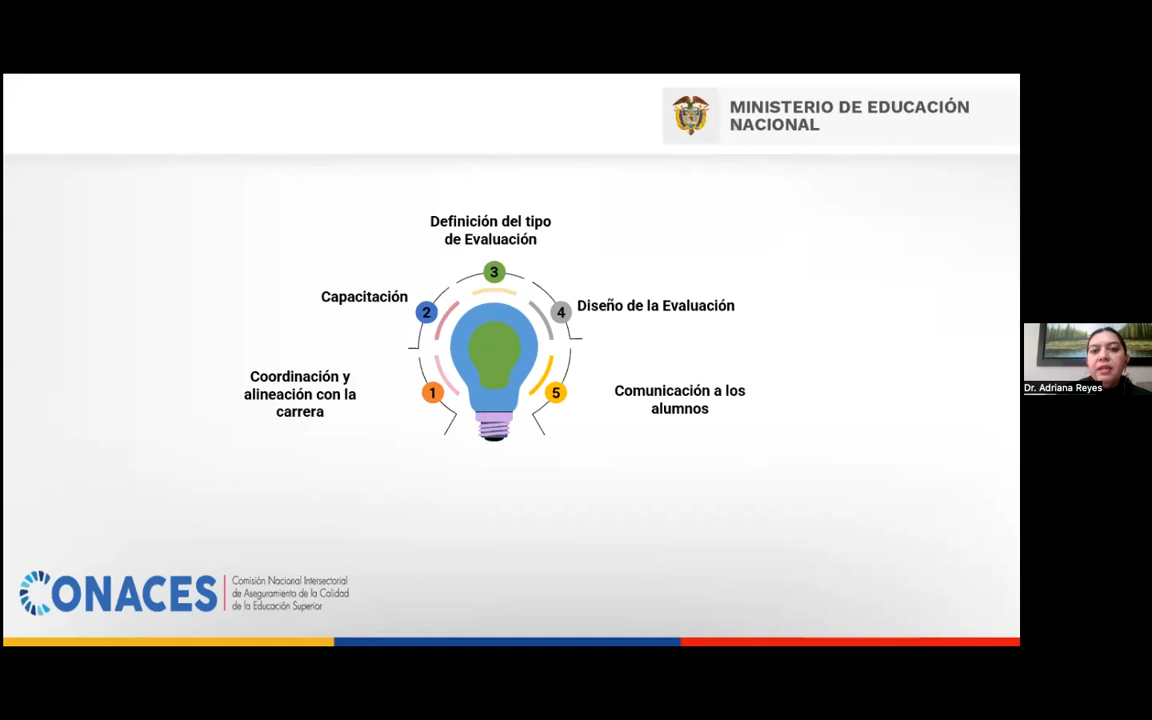 MINISTERIO DE EDUCACIÓN
NACIONAL
Definición del tipo
de Evaluación
3
Capacitación
2
4
Diseño de la Evaluación
Coordinación y
alineación con la
carrera
1
5
Comunicación a los
alumnos
Dr. Adriana Reyes
CONACES
Comisión Nacional Intersectorial
de Aseguramiento de la Calidad
de la Educación Superior